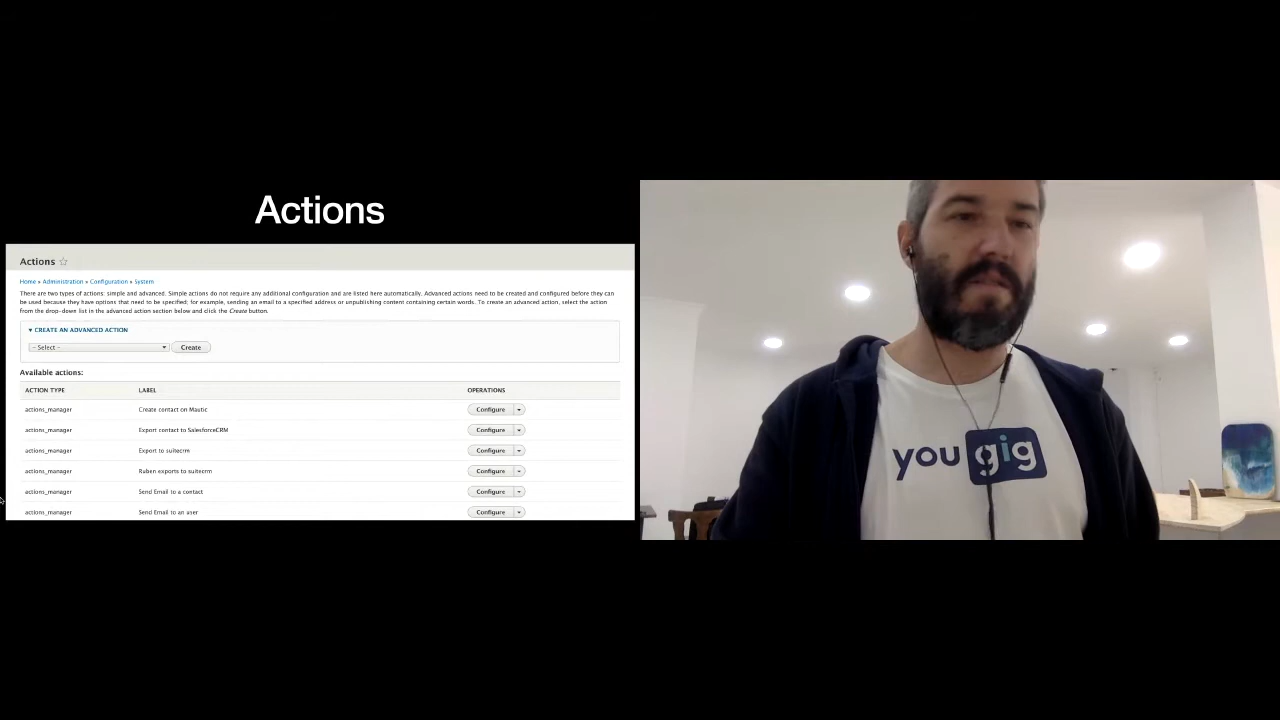 Actions
Actions
Home » Administration » Configuration » System
There are two types of actions: simple and advanced. Simple actions do not require any additional configuration and are listed here automatically. Advanced actions need to be created and configured before they can
be used because they have options that need to be specified; for example, sending an email to a specified address or unpublishing content containing certain words. To create an advanced action, select the action
from the drop-down list in the advanced action section below and click the Create button.
CREATE AN ADVANCED ACTION
- Select - Create
Available actions:
ACTION TYPE LABEL OPERATIONS
actions_manager Create contact on Mautic Configure
actions_manager Export contact to SalesforceCRM Configure
actions_manager Export to suitecrm Configure
actions_manager Ruben exports to suitecrm Configure
actions_manager Send Email to a contact Configure
actions_manager Send Email to an user Configure
you gig